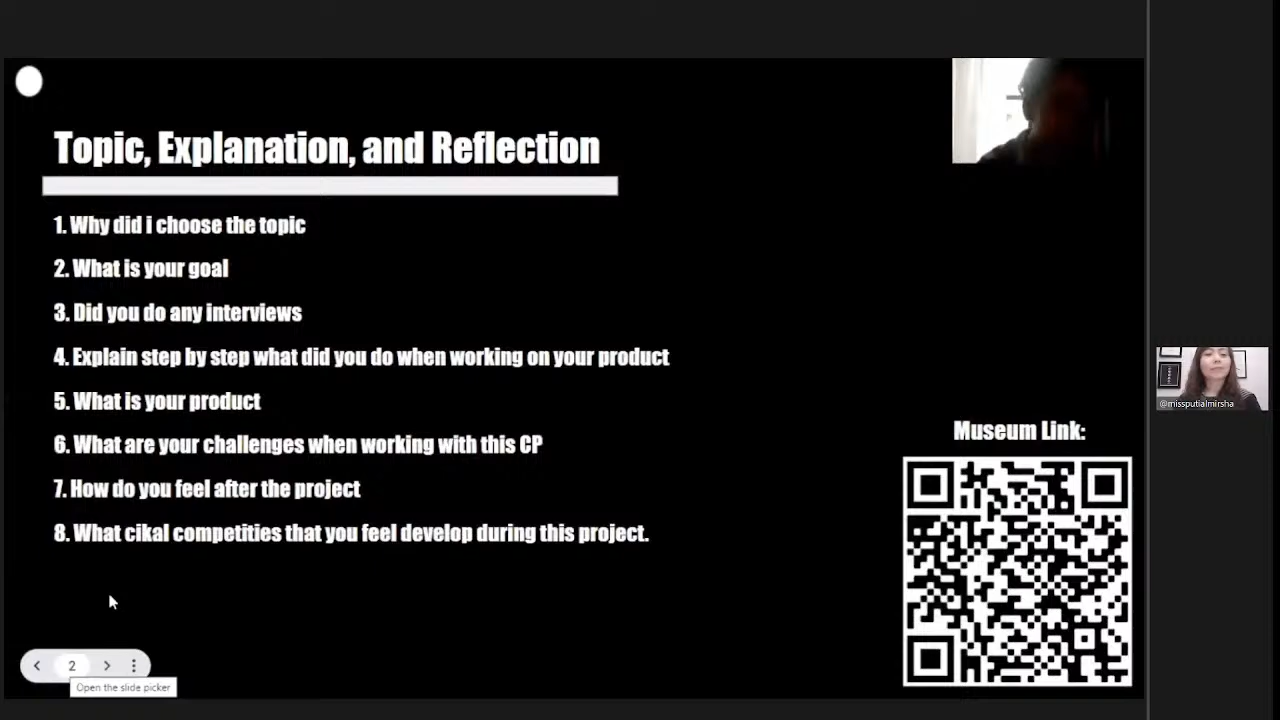 Topic, Explanation, and Reflection
1. Why did i choose the topic
2. What is your goal
3. Did you do any interviews
4. Explain step by step what did you do when working on your product
5. What is your product
6. What are your challenges when working with this CP
7. How do you feel after the project
8. What cikal competities that you feel develop during this project.
Museum Link:
@missputialmirsha
2
Open the slide picker